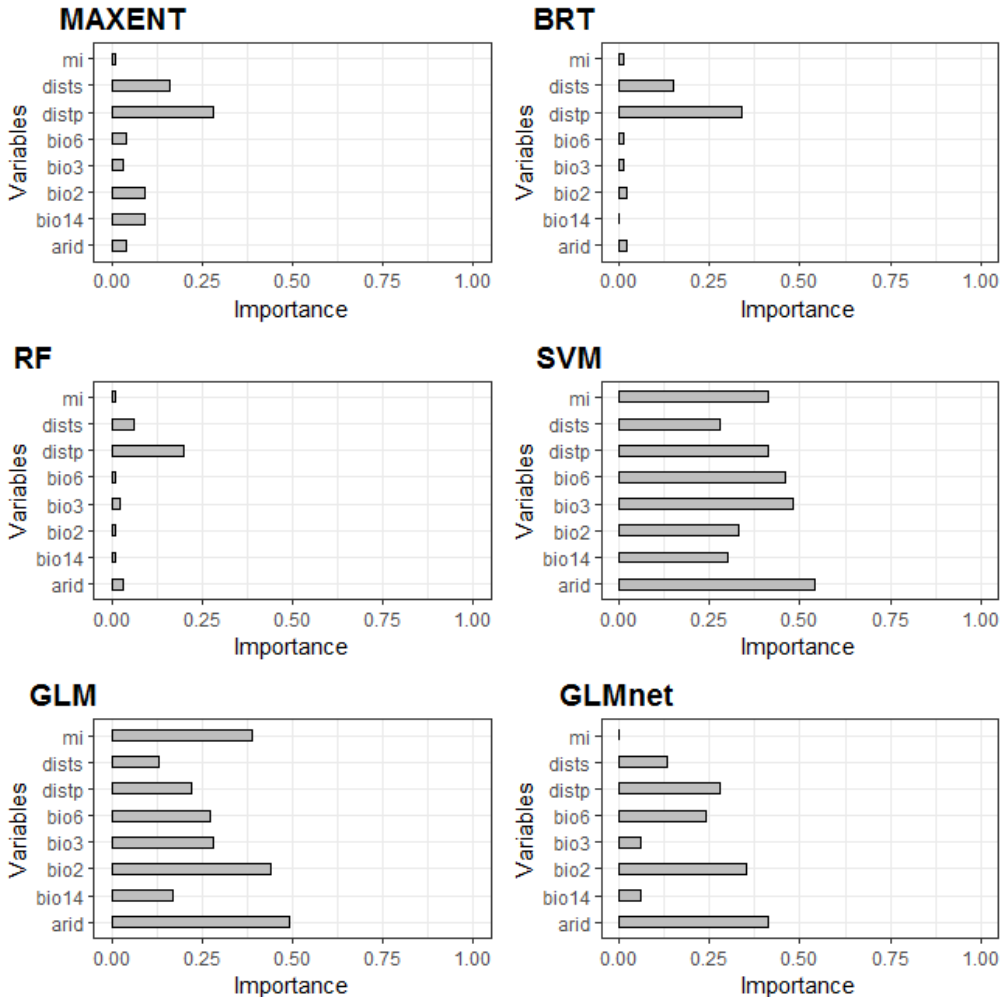 MAXENT
Variables
mi
dists
distp
bio6
bio3
bio2
bio14
arid
0.00 0.25 0.50 0.75 1.00
Importance
BRT
Variables
mi
dists
distp
bio6
bio3
bio2
bio14
arid
0.00 0.25 0.50 0.75 1.00
Importance
RF
Variables
mi
dists
distp
bio6
bio3
bio2
bio14
arid
0.00 0.25 0.50 0.75 1.00
Importance
SVM
Variables
mi
dists
distp
bio6
bio3
bio2
bio14
arid
0.00 0.25 0.50 0.75 1.00
Importance
GLM
Variables
mi
dists
distp
bio6
bio3
bio2
bio14
arid
0.00 0.25 0.50 0.75 1.00
Importance
GLMnet
Variables
mi
dists
distp
bio6
bio3
bio2
bio14
arid
0.00 0.25 0.50 0.75 1.00
Importance